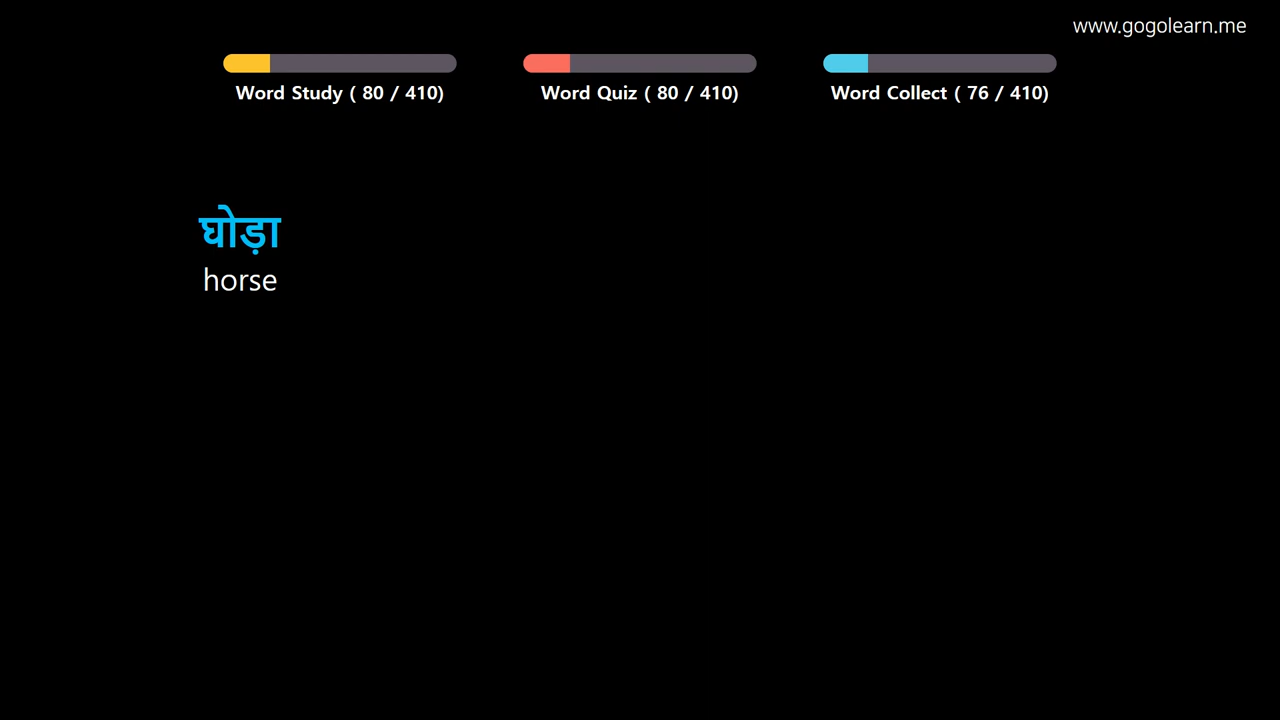 www.gogolearn.me
Word Study ( 80 / 410)
Word Quiz ( 80 / 410)
Word Collect ( 76 / 410)
घोड़ा
horse